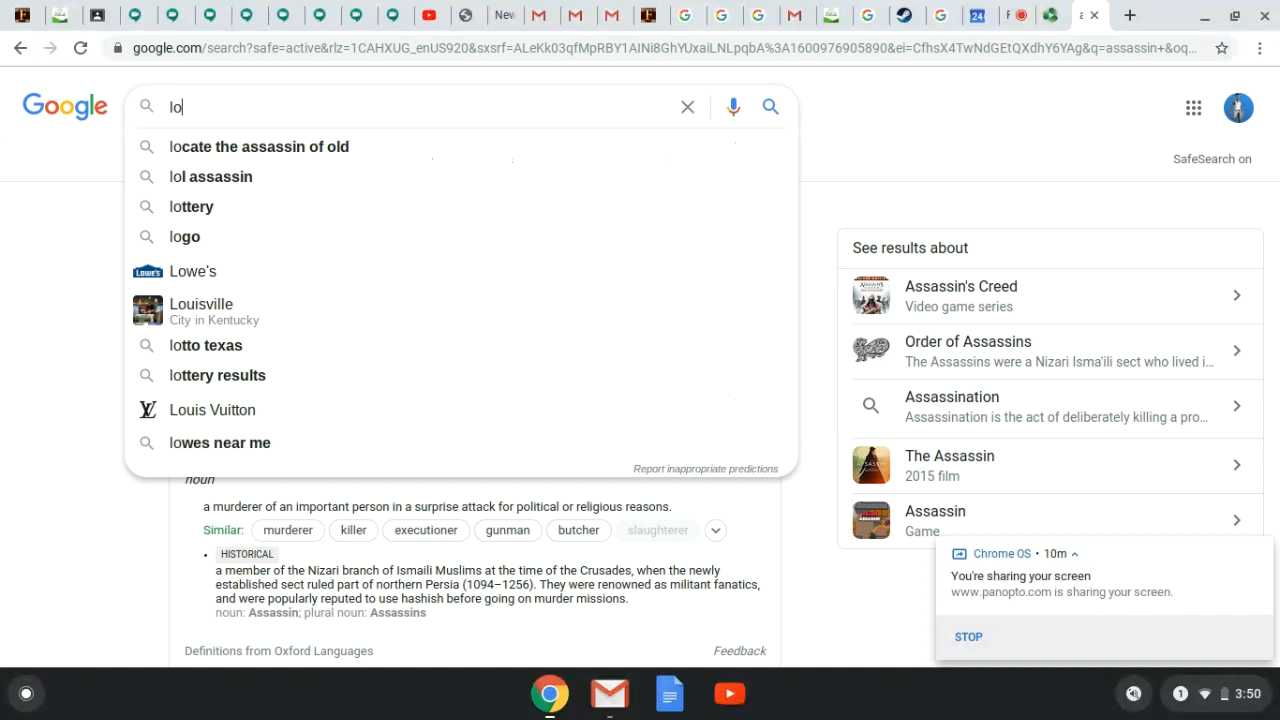 New
24
google.com/search?safe=active&rlz=1CAHXUG_enUS920&sxsrf=ALeKk03qfMpRBY1AINi8GhYUxaiLNLpqbA%3A1600976905890&ei=CfhsX4TwNdGEtQXdhY6YAg&q=assassin+&oq...
Google
lo
SafeSearch on
locate the assassin of old
lol assassin
lottery
logo
LOWE'S
Lowe's
Louisville
City in Kentucky
lotto texas
lottery results
Louis Vuitton
lowes near me
Report inappropriate predictions
noun
a murderer of an important person in a surprise attack for political or religious reasons.
Similar: murderer killer executioner gunman butcher slaughterer
• HISTORICAL
a member of the Nizari branch of Ismaili Muslims at the time of the Crusades, when the newly
established sect ruled part of northern Persia (1094–1256). They were renowned as militant fanatics,
and were popularly reputed to use hashish before going on murder missions.
noun: Assassin; plural noun: Assassins
Definitions from Oxford Languages
Feedback
See results about
Assassin's Creed
Video game series
Order of Assassins
The Assassins were a Nizari Isma'ili sect who lived i...
Assassination
Assassination is the act of deliberately killing a pro...
The Assassin
2015 film
Assassin
Game
Chrome OS • 10m
You're sharing your screen
www.panopto.com is sharing your screen.
STOP
1
3:50